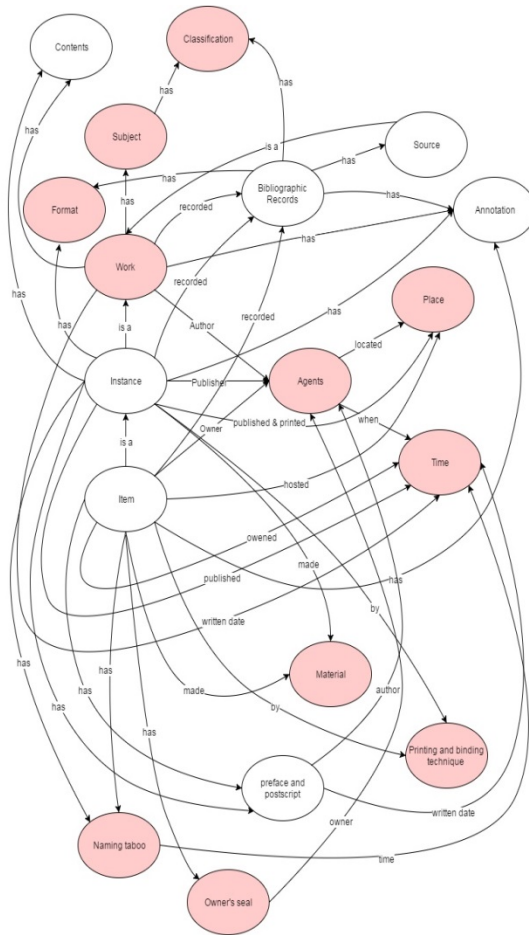 Classification
Contents
has
has
has
Subject
is a
Source
has
has
Bibliographic
Records
has
has
Format
recorded
Annotation
has
Work
recorded
Place
has
has
recorded
has
is a
Author
located
Instance
Publisher
Agents
Owner
published & printed
when
is a
Time
Item
hosted
owened
made
published
has
written date
by
has
has
has
made
Material
author
has
by
Printing and binding
technique
preface and
postscript
has
written date
owner
Naming taboo
time
Owner's seal